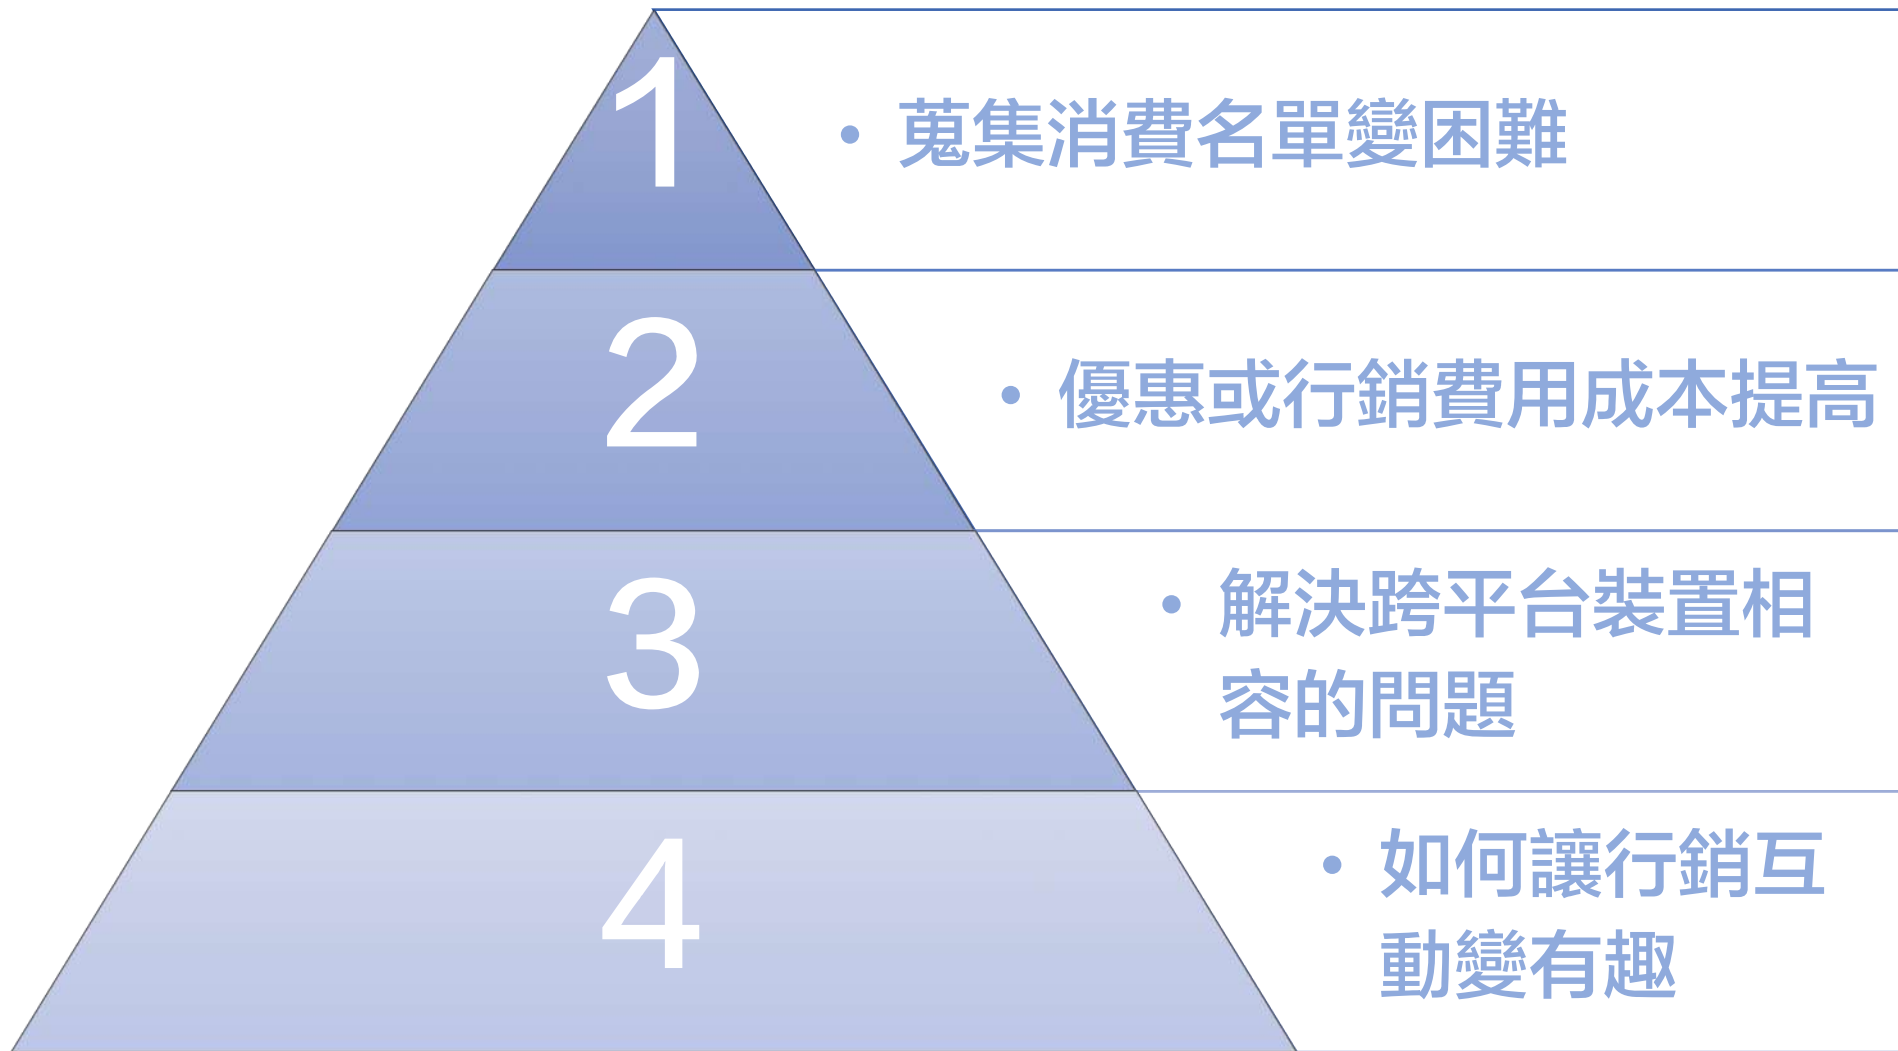 1
• 蒐集消費名單變困難
2
• 優惠或行銷費用成本提高
3
• 解決跨平台裝置相
容的問題
4
• 如何讓行銷互
動變有趣